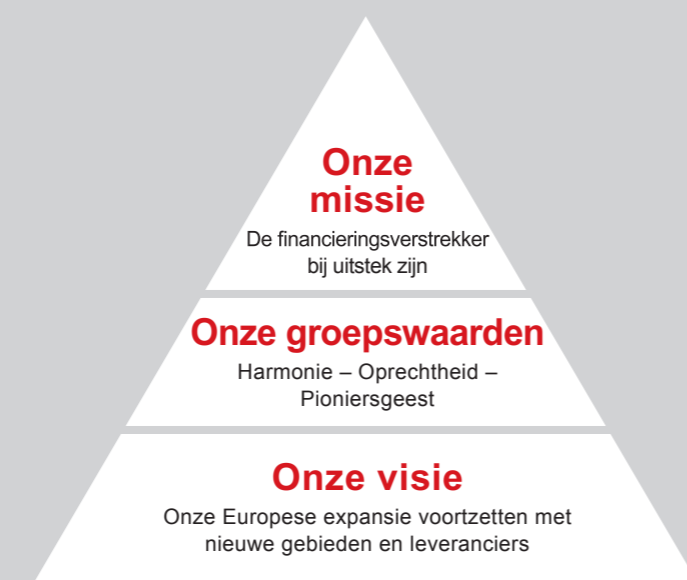 Onze
missie
De financieringsverstrekker
bij uitstek zijn
Onze groepswaarden
Harmonie – Oprechtheid –
Pioniersgeest
Onze visie
Onze Europese expansie voortzetten met
nieuwe gebieden en leveranciers